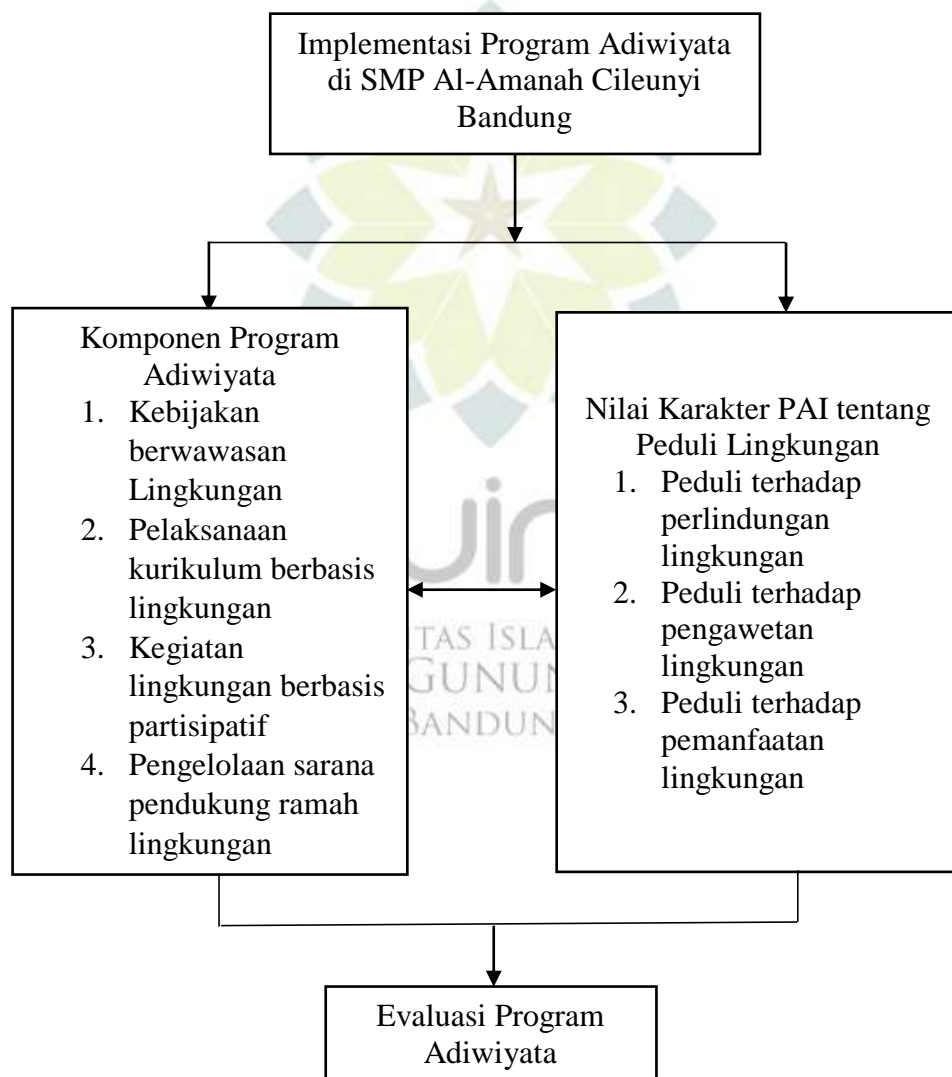 Implementasi Program Adiwiyata
di SMP Al-Amanah Cileunyi
Bandung
Komponen Program
Adiwiyata
1. Kebijakan
berwawasan
Lingkungan
2. Pelaksanaan
kurikulum berbasis
lingkungan
3. Kegiatan
lingkungan berbasis
partisipatif
4. Pengelolaan sarana
pendukung ramah
lingkungan
Nilai Karakter PAI tentang
Peduli Lingkungan
1. Peduli terhadap
perlindungan
lingkungan
2. Peduli terhadap
pengawetan
lingkungan
3. Peduli terhadap
pemanfaatan
lingkungan
Evaluasi Program
Adiwiyata